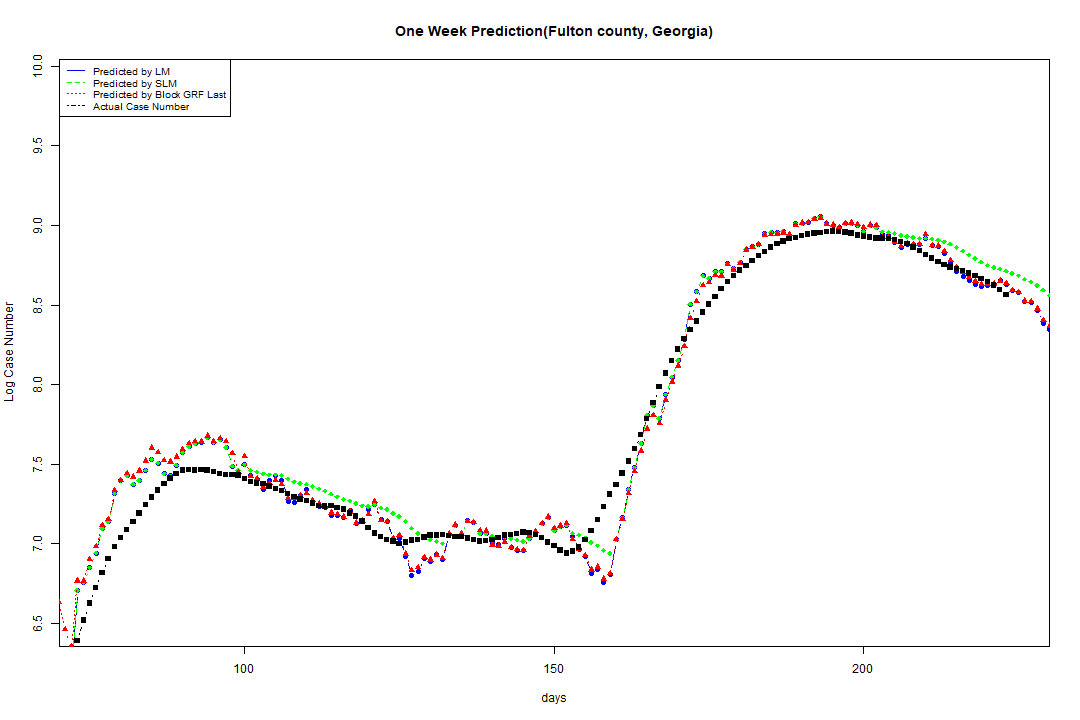 One Week Prediction(Fulton county, Georgia)
Predicted by LM
Predicted by SLM
Predicted by Block GRF Last
Actual Case Number
10.0
9.5
9.0
8.5
8.0
7.5
7.0
6.5
Log Case Number
100 150 200
days